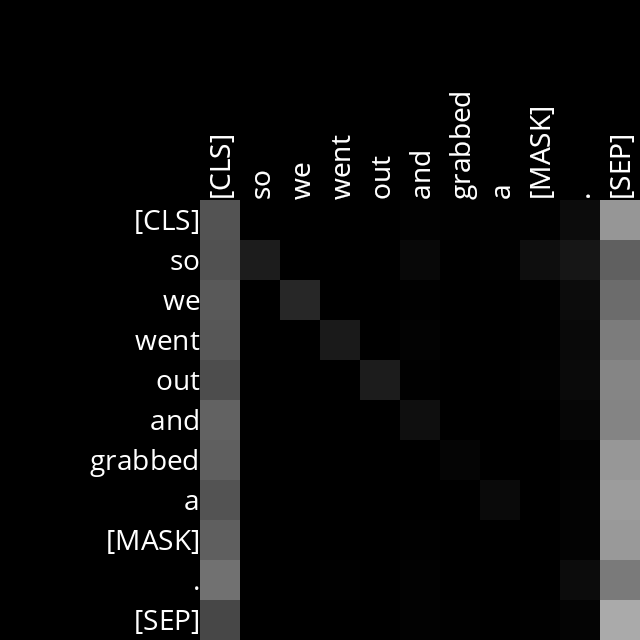 [CLS] so we went out and grabbed a [MASK] . [SEP]
[CLS]
so
we
went
out
and
grabbed
a
[MASK]
.
[SEP]